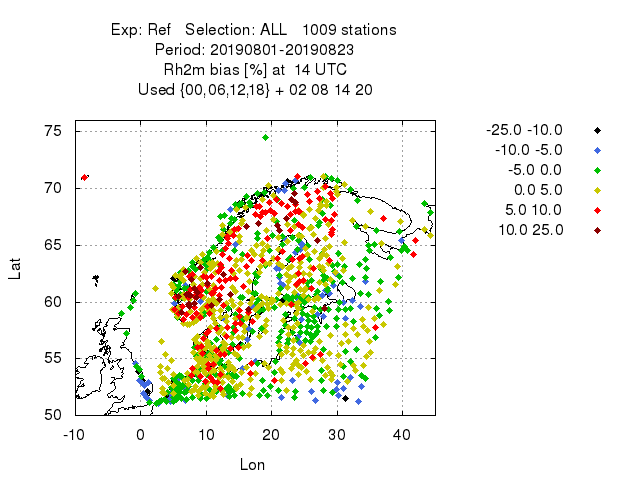 Exp: Ref   Selection: ALL   1009 stations
Period: 20190801-20190823
Rh2m bias [%] at  14 UTC
Used {00,06,12,18} + 02 08 14 20
-25.0 -10.0
-10.0 -5.0
-5.0 0.0
0.0 5.0
5.0 10.0
10.0 25.0
Lat
75
70
65
60
55
50
-10 0 10 20 30 40
Lon